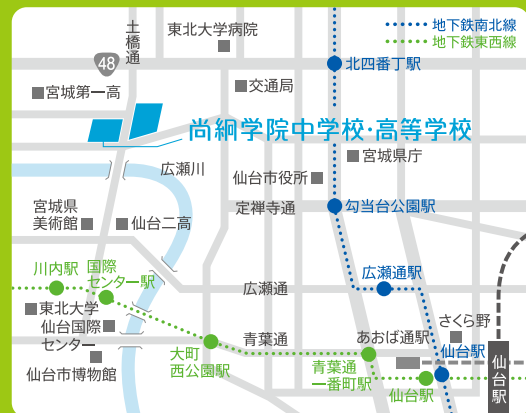 地下鉄南北線
地下鉄東西線
土橋通
東北大学病院
48
北四番丁駅
宮城第一高
交通局
尚絅学院中学校・高等学校
宮城県庁
広瀬川
仙台市役所
宮城県
美術館
仙台二高
定禅寺通
勾当台公園駅
川内駅
国際
センター駅
広瀬通駅
広瀬通
東北大学
仙台国際
センター
さくら野
青葉通
あおば通駅
仙台駅
仙台駅
大町
西公園駅
青葉通
一番町駅
仙台市博物館
仙台駅